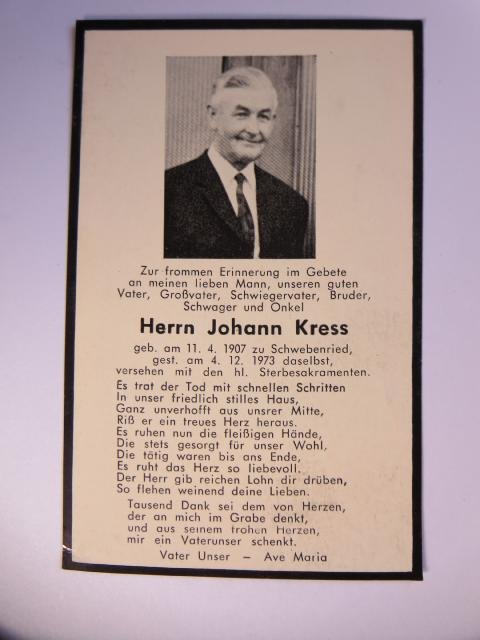 Zur frommen Erinnerung im Gebete
an meinen lieben Mann, unseren guten
Vater, Großvater, Schwiegervater, Bruder,
Schwager und Onkel
Herrn Johann Kress
geb. am 11. 4. 1907 zu Schwebenried,
gest. am 4. 12. 1973 daselbst,
versehen mit den hl. Sterbesakramenten.
Es trat der Tod mit schnellen Schritten
In unser friedlich stilles Haus,
Ganz unverhofft aus unsrer Mitte,
Riß er ein treues Herz heraus.
Es ruhen nun die fleißigen Hände,
Die stets gesorgt für unser Wohl,
Die tätig waren bis ans Ende,
Es ruht das Herz so liebevoll.
Der Herr gib reichen Lohn dir drüben,
So flehen weinend deine Lieben.
Tausend Dank sei dem von Herzen,
der an mich im Grabe denkt,
und aus seinem frohen Herzen,
mir ein Vaterunser schenkt.
Vater Unser — Ave Maria